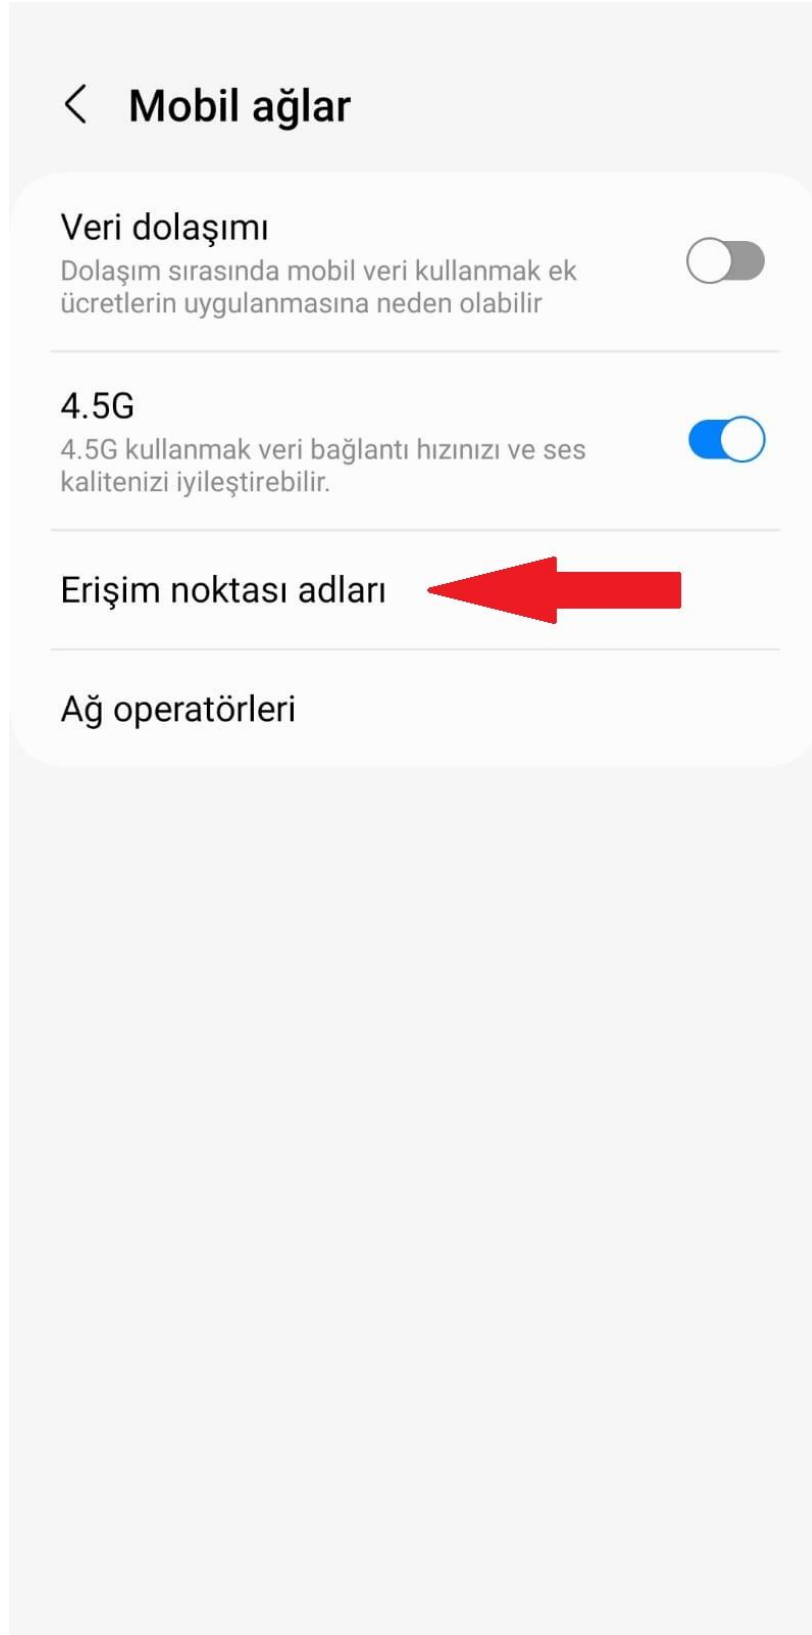 Mobil ağlar
Veri dolaşımı
Dolaşım sırasında mobil veri kullanmak ek
ücretlerin uygulanmasına neden olabilir
4.5G
4.5G kullanmak veri bağlantı hızınızı ve ses
kalitenizi iyileştirebilir.
Erişim noktası adları
Ağ operatörleri